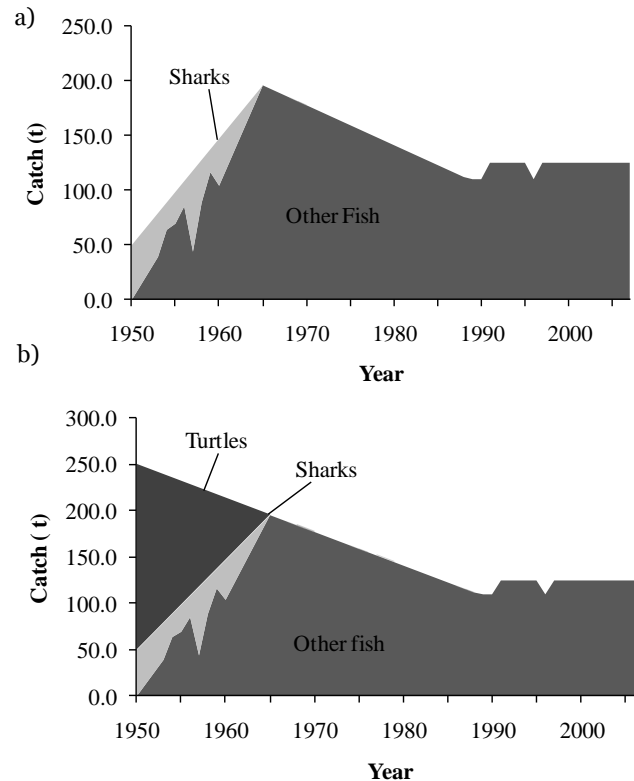 a)
250.0
200.0
150.0
100.0
50.0
0.0
Catch (t)
Sharks
Other Fish
1950 1960 1970 1980 1990 2000
Year
b)
300.0
250.0
200.0
150.0
100.0
50.0
0.0
Catch ( t)
Turtles
Sharks
Other fish
1950 1960 1970 1980 1990 2000
Year